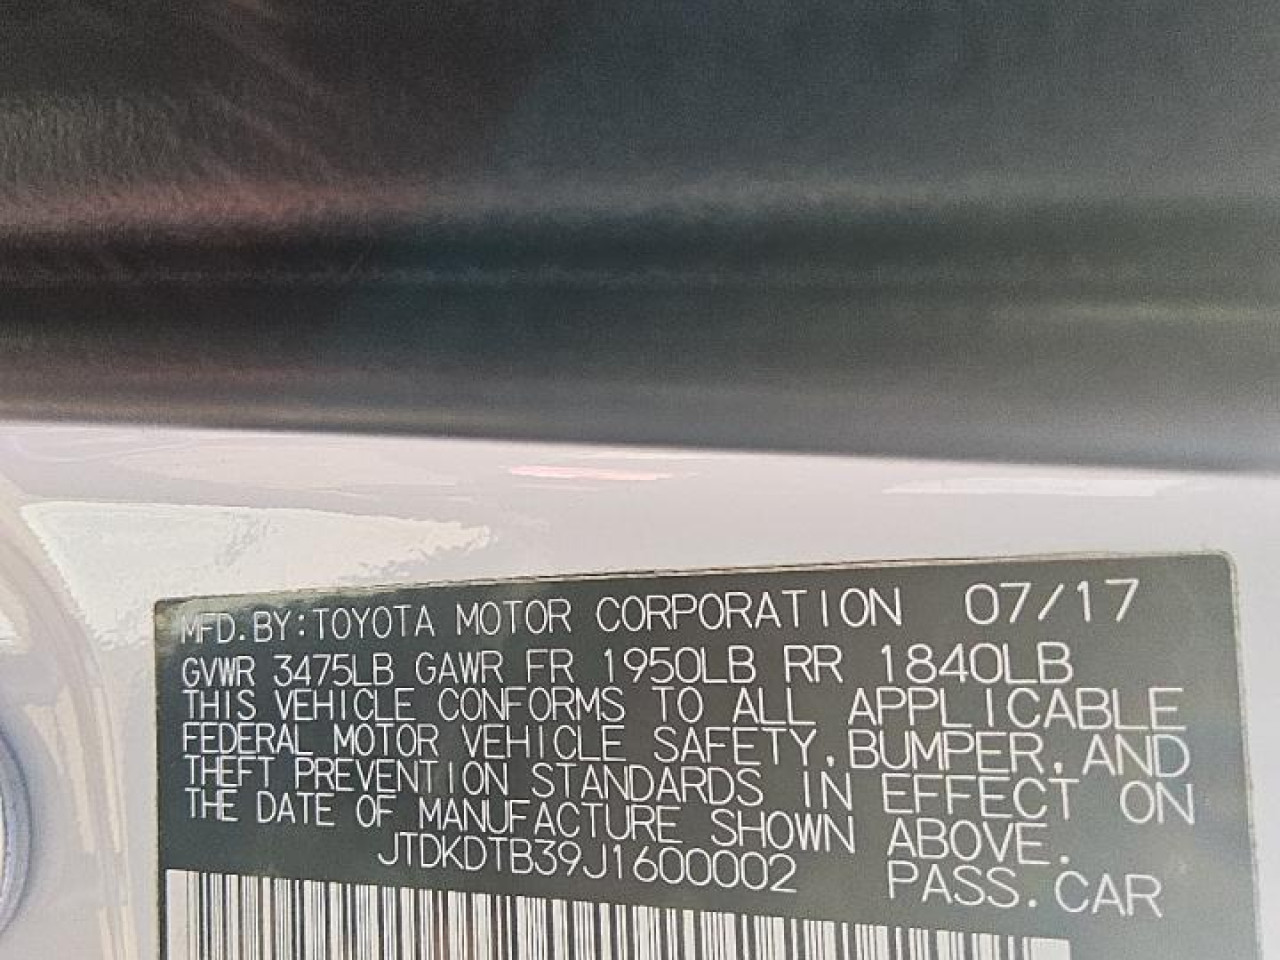 MFD.BY:TOYOTA MOTOR CORPORATION 07/17
GVWR 3475LB GAWR FR 1950LB RR 1840LB
THIS VEHICLE CONFORMS TO ALL APPLICABLE
FEDERAL MOTOR VEHICLE SAFETY, BUMPER, AND
THEFT PREVENTION STANDARDS IN EFFECT ON
THE DATE OF MANUFACTURE SHOWN ABOVE.
JTDKDTB39J1600002 PASS.CAR